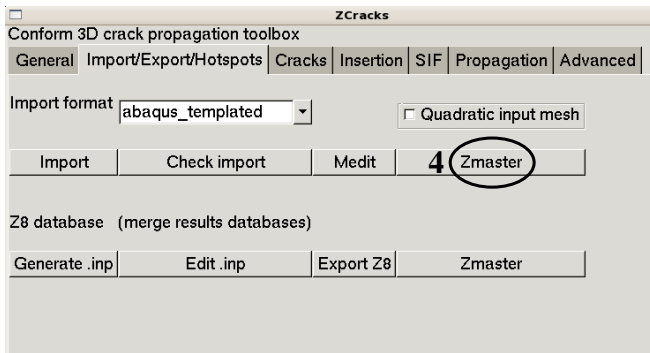 ZCracks
Conform 3D crack propagation toolbox
General Import/Export/Hotspots Cracks Insertion SIF Propagation Advanced
Import format abaqus_templated Quadratic input mesh
Import Check import Medit 4 Zmaster
Z8 database (merge results databases)
Generate .inp Edit .inp Export Z8 Zmaster